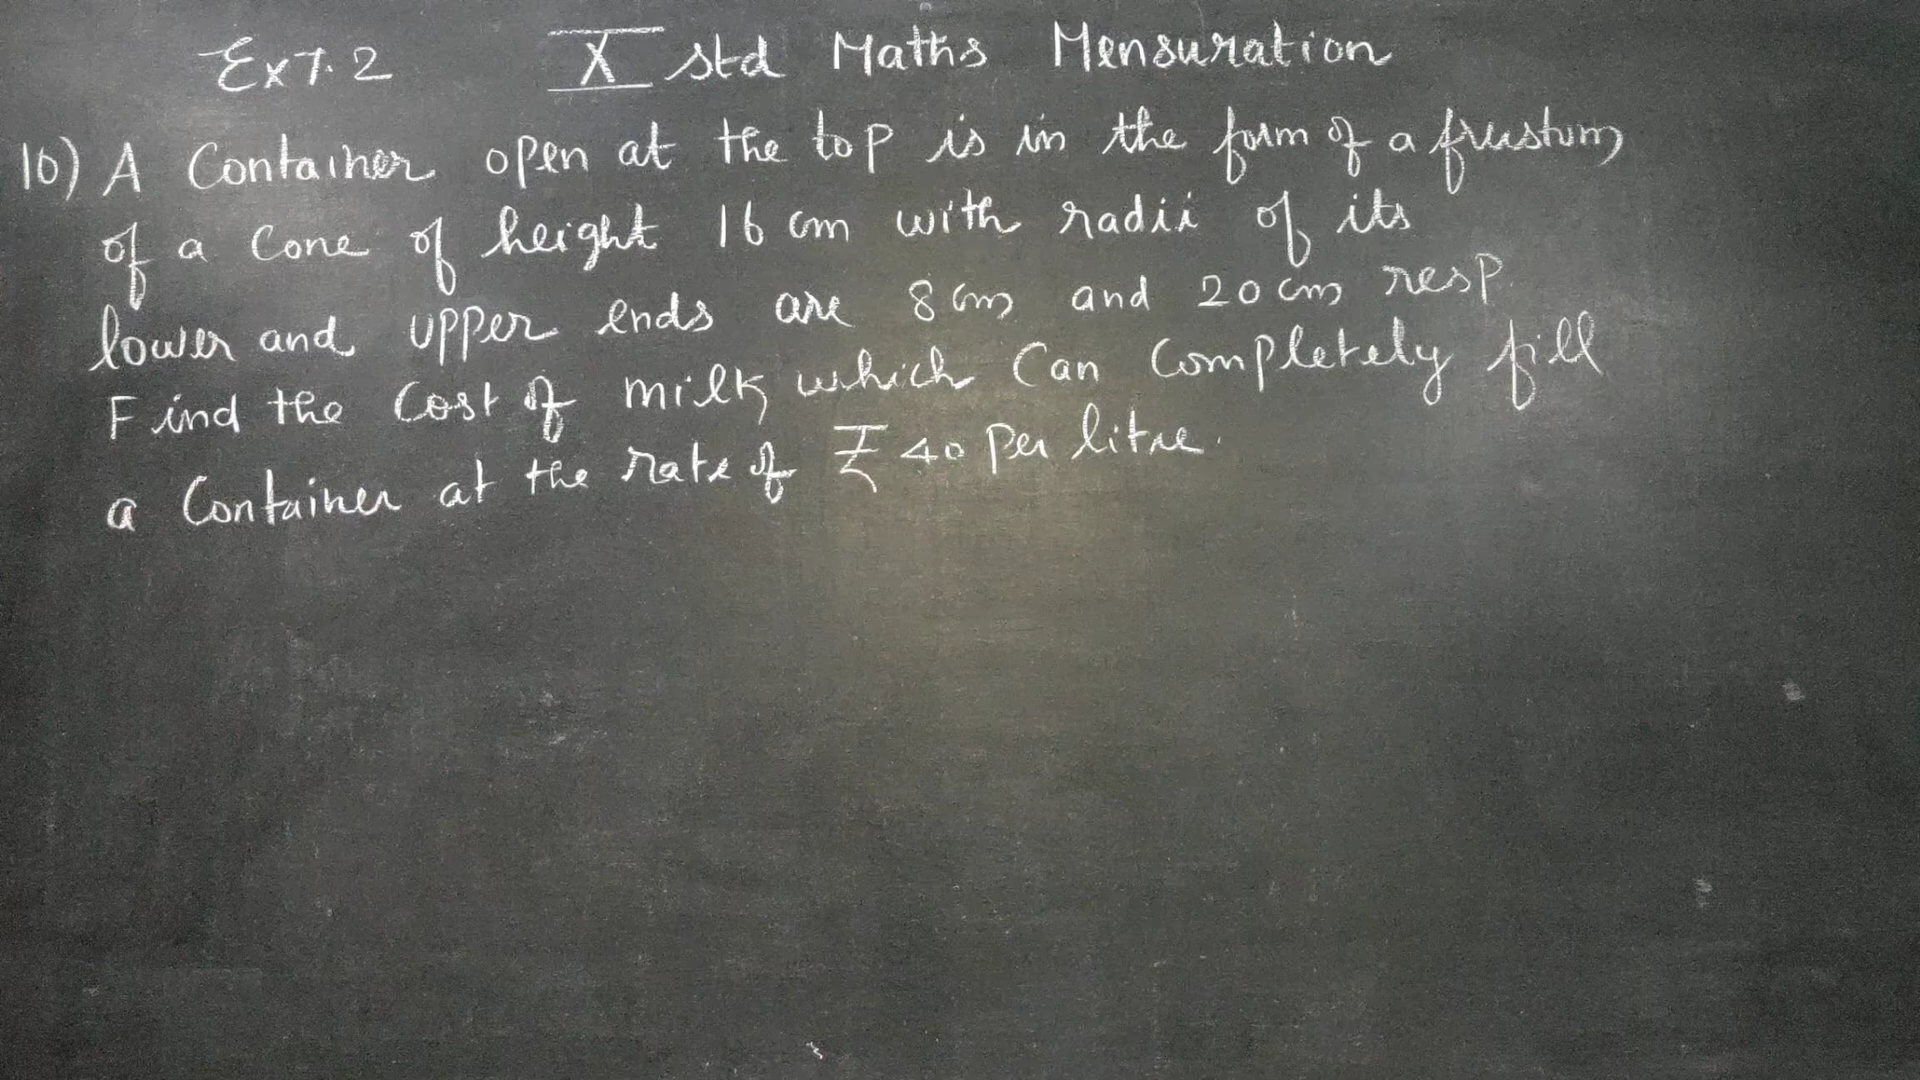 Ex 7.2 X std Maths Mensuration
10) A Container open at the top is in the form of a frustum
of a Cone of height 16 cm with radii of its
lower and upper ends are 8 cm and 20 cm resp.
Find the Cost of milk which Can Completely fill
a Container at the rate of ₹ 40 per litre.